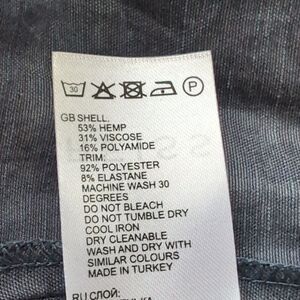 30
P
GB SHELL:
53% HEMP
31% VISCOSE
16% POLYAMIDE
TRIM:
92% POLYESTER
8% ELASTANE
MACHINE WASH 30
DEGREES
DO NOT BLEACH
DO NOT TUMBLE DRY
COOL IRON
DRY CLEANABLE
WASH AND DRY WITH
SIMILAR COLOURS
MADE IN TURKEY
RU СЛОЙ: